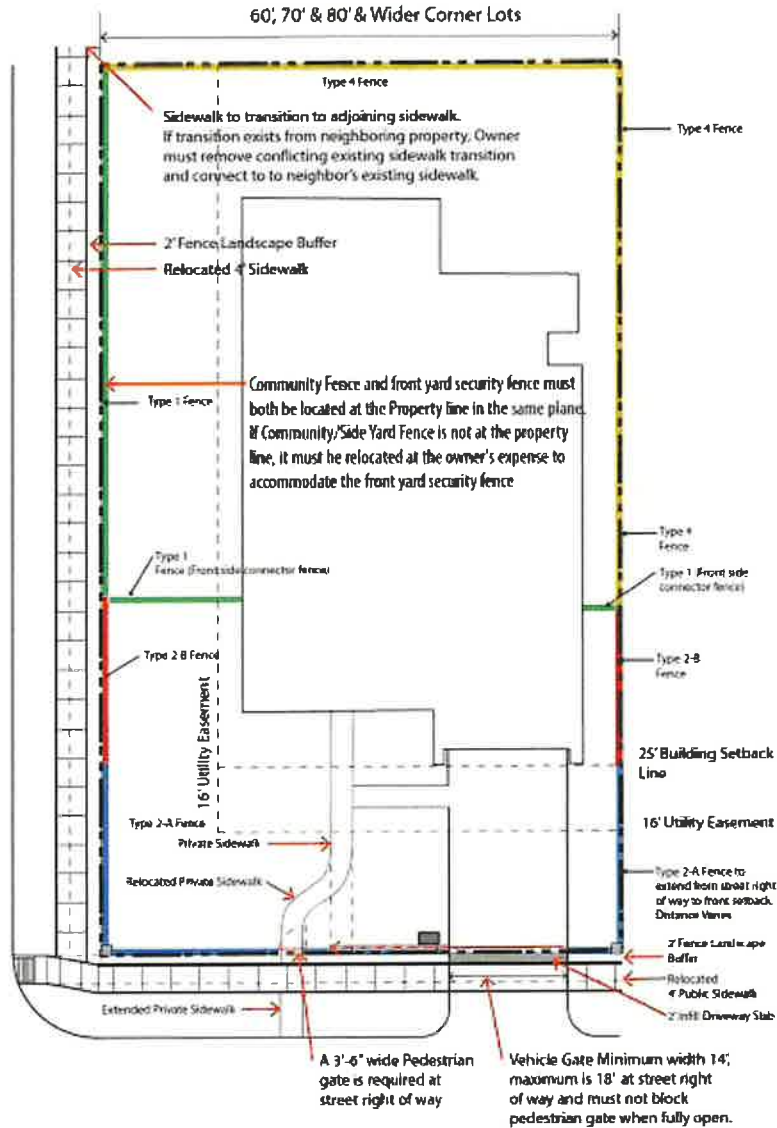 60', 70' & 80' & Wider Corner Lots
Type 4 Fence
Sidewalk to transition to adjoining sidewalk.
If transition exists from neighboring property, Owner
must remove conflicting existing sidewalk transition
and connect to to neighbor's existing sidewalk.
Type 4 Fence
2' Fence Landscape Buffer
Relocated 4' Sidewalk
Community Fence and front yard security fence must
both be located at the Property line in the same plane.
If Community/Side Yard Fence is not at the property
line, it must be relocated at the owner's expense to
accommodate the front yard security fence
Type 1 Fence
Type 4
Fence
Type 1
Fence (Front side connector fence)
Type 1 (Front side
connector fence)
Type 2-B Fence
Type 2-B
Fence
16' Utility Easement
25' Building Setback
Line
16' Utility Easement
Type 2-A Fence
Private Sidewalk
Relocated Private Sidewalk
Type 2-A Fence to
extend from street right
of way to front setback.
Distance Varies
2' Fence Landscape
Buffer
Relocated
4' Public Sidewalk
2' Infill Driveway Slab
Extended Private Sidewalk
A 3'-6" wide Pedestrian
gate is required at
street right of way
Vehicle Gate Minimum width 14',
maximum is 18' at street right
of way and must not block
pedestrian gate when fully open.